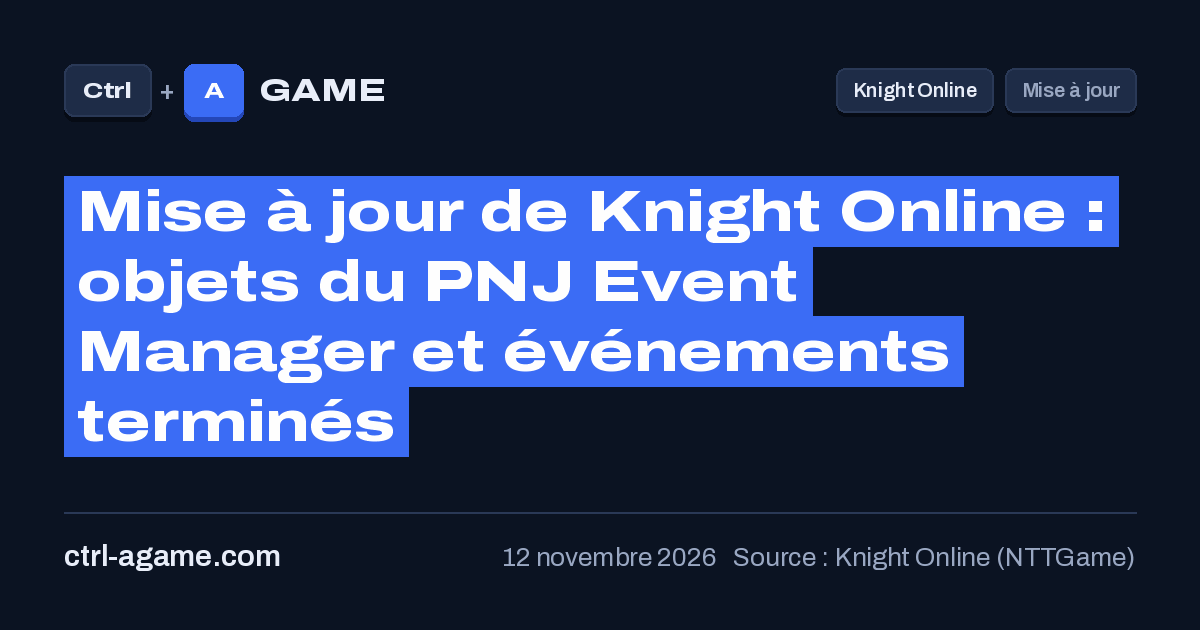 Ctrl + A GAME
Knight Online
Mise à jour
Mise à jour de Knight Online :
objets du PNJ Event
Manager et événements
terminés
ctrl-agame.com
12 novembre 2026 Source : Knight Online (NTTGame)